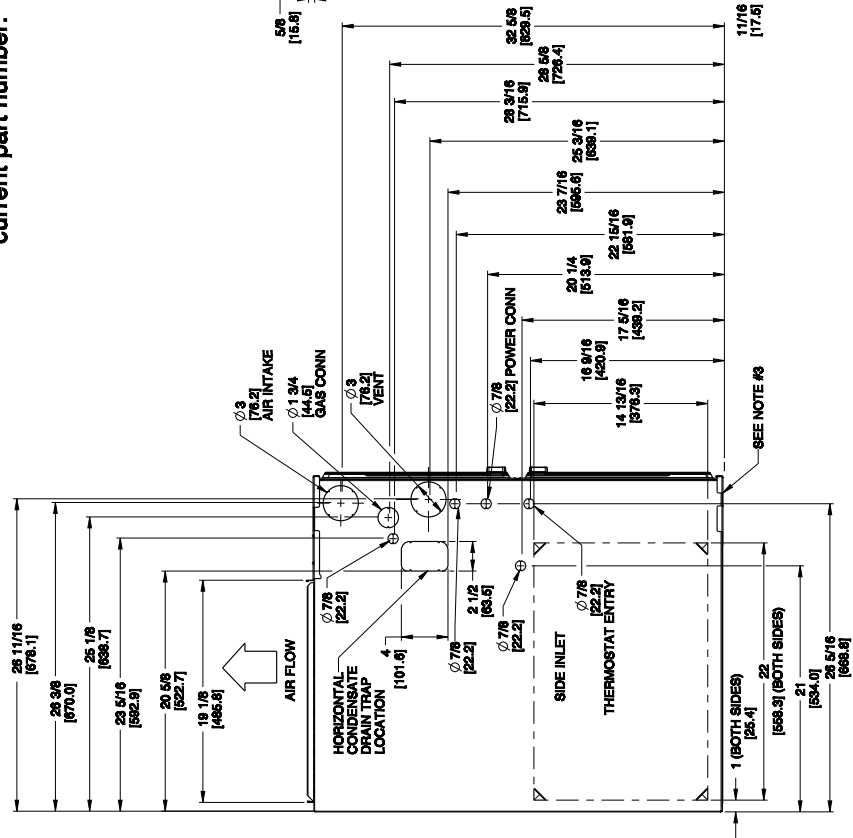 current part number.
5/8
[15.8]
32 5/8
[829.5]
28 5/8
[726.4]
28 3/16
[715.9]
25 3/16
[639.1]
23 7/16
[595.6]
22 15/16
[581.9]
20 1/4
[513.9]
17 5/16
[439.2]
16 9/16
[420.9]
14 13/16
[376.3]
11/16
[17.5]
SEE NOTE #3
Ø 3
[76.2]
AIR INTAKE
Ø 1 3/4
[44.5]
GAS CONN
Ø 3
[76.2]
VENT
Ø 7/8
[22.2] POWER CONN
26 11/16
[678.1]
26 3/8
[670.0]
25 1/8
[638.7]
23 5/16
[592.9]
20 5/8
[522.7]
19 1/8
[485.8]
AIR FLOW
Ø 7/8
[22.2]
HORIZONTAL
CONDENSATE
DRAIN TRAP
LOCATION
4
[101.6]
2 1/2
[63.5]
Ø 7/8
[22.2]
Ø 7/8
[22.2]
Ø 7/8
[22.2]
THERMOSTAT ENTRY
SIDE INLET
22
[558.3] (BOTH SIDES)
1 (BOTH SIDES)
[25.4]
21
[534.0]
26 5/16
[668.8]